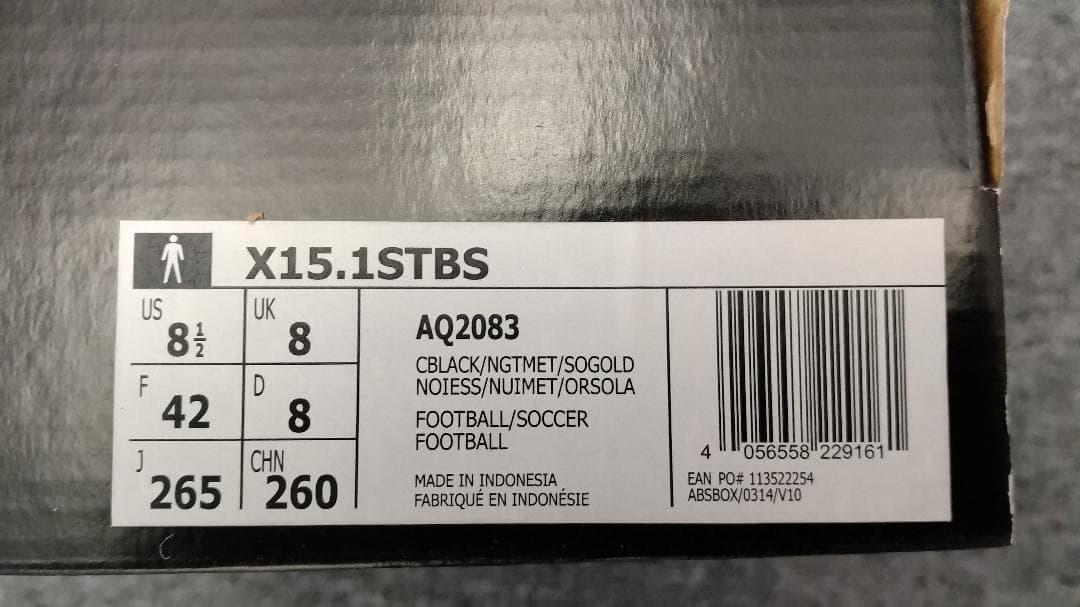 X15.1STBS
US 8½
UK 8
F 42
D 8
J 265
CHN 260
AQ2083
CBLACK/NGTMET/SOGOLD
NOIESS/NUIMET/ORSOLA
FOOTBALL/SOCCER
FOOTBALL
MADE IN INDONESIA
FABRIQUÉ EN INDONÉSIE
4 056558 229161
EAN PO# 113522254
ABSBOX/0314/V10